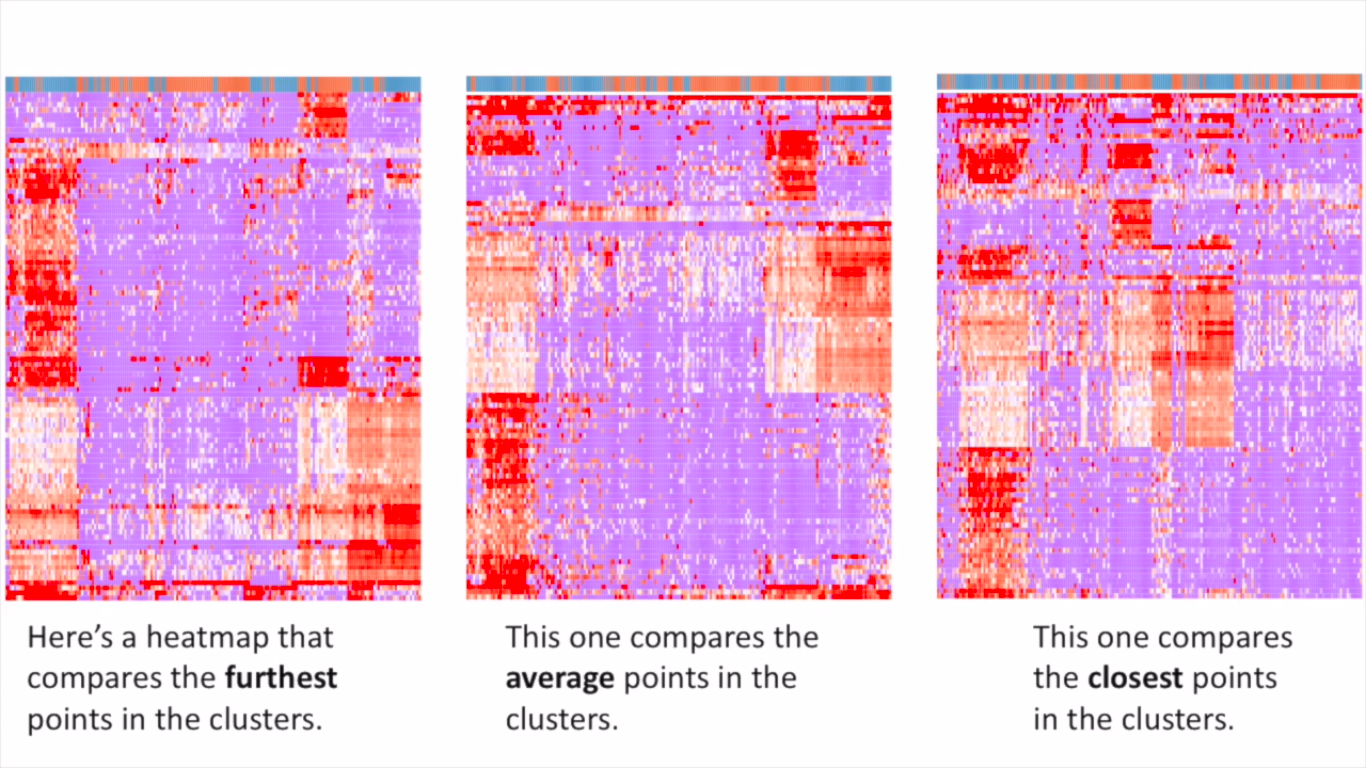 Here’s a heatmap that
compares the furthest
points in the clusters.
This one compares the
average points in the
clusters.
This one compares
the closest points
in the clusters.